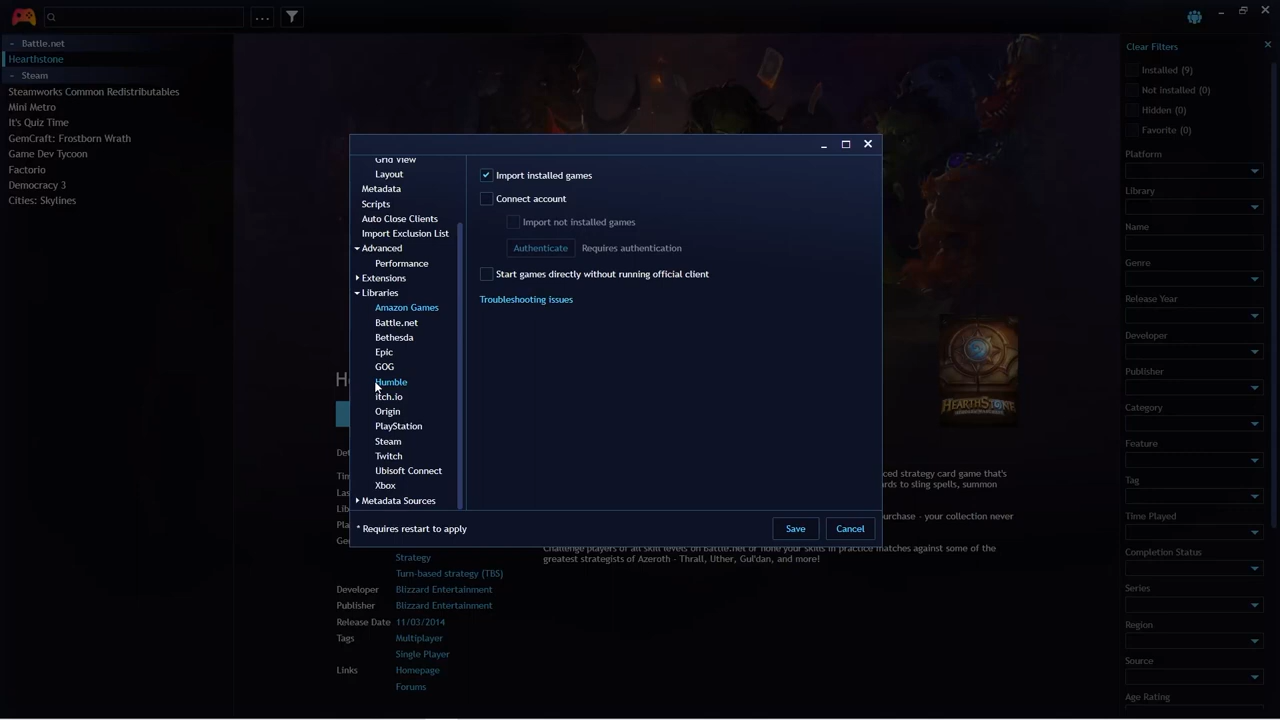 ...
Battle.net
Hearthstone
Steam
Steamworks Common Redistributables
Mini Metro
It's Quiz Time
GemCraft: Frostborn Wrath
Game Dev Tycoon
Factorio
Democracy 3
Cities: Skylines
Grid View
Layout
Metadata
Scripts
Auto Close Clients
Import Exclusion List
Advanced
Performance
Extensions
Libraries
Amazon Games
Battle.net
Bethesda
Epic
GOG
Humble
itch.io
Origin
PlayStation
Steam
Twitch
Ubisoft Connect
Xbox
Metadata Sources
Import installed games
Connect account
Import not installed games
Authenticate Requires authentication
Start games directly without running official client
Troubleshooting issues
* Requires restart to apply
Save Cancel
HEARTHSTONE
ced strategy card game that's
ords to sling spells, summon
urchase - your collection never
Challenge players of all skill levels on Battle.net or hone your skills in practice matches against some of the
greatest strategists of Azeroth - Thrall, Uther, Gul'dan, and more!
Strategy
Turn-based strategy (TBS)
Developer Blizzard Entertainment
Publisher Blizzard Entertainment
Release Date 11/03/2014
Tags Multiplayer
Single Player
Links Homepage
Forums
Clear Filters
Installed (9)
Not installed (0)
Hidden (0)
Favorite (0)
Platform
Library
Name
Genre
Release Year
Developer
Publisher
Category
Feature
Tag
Time Played
Completion Status
Series
Region
Source
Age Rating